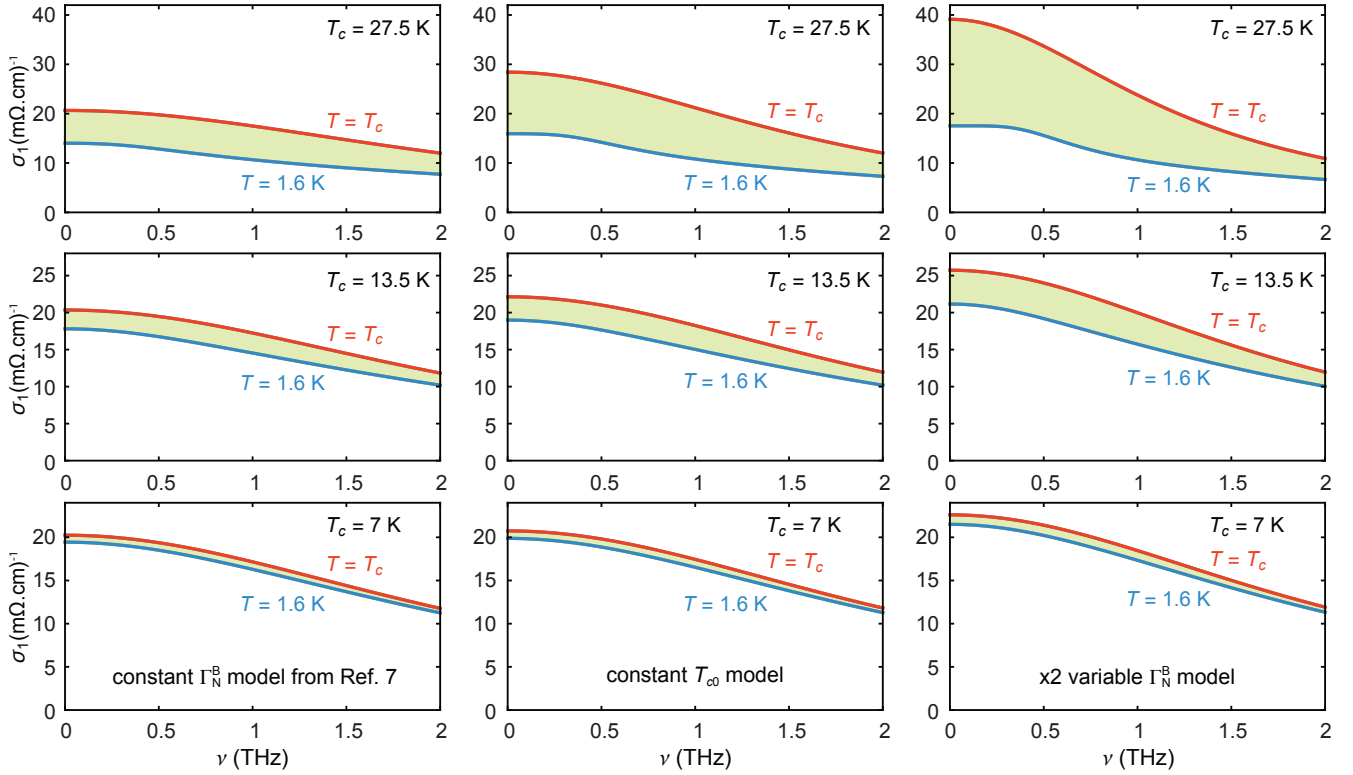 40
30
20
10
0
σ₁(mΩ.cm)⁻¹
T_c = 27.5 K
T = T_c
T = 1.6 K
0 0.5 1 1.5 2
40
30
20
10
0
T_c = 27.5 K
T = T_c
T = 1.6 K
0 0.5 1 1.5 2
40
30
20
10
0
T_c = 27.5 K
T = T_c
T = 1.6 K
0 0.5 1 1.5 2
25
20
15
10
5
0
σ₁(mΩ.cm)⁻¹
T_c = 13.5 K
T = T_c
T = 1.6 K
0 0.5 1 1.5 2
25
20
15
10
5
0
T_c = 13.5 K
T = T_c
T = 1.6 K
0 0.5 1 1.5 2
25
20
15
10
5
0
T_c = 13.5 K
T = T_c
T = 1.6 K
0 0.5 1 1.5 2
20
15
10
5
0
σ₁(mΩ.cm)⁻¹
T_c = 7 K
T = T_c
T = 1.6 K
constant Γ_N^B model from Ref. 7
0 0.5 1 1.5 2
ν (THz)
20
15
10
5
0
T_c = 7 K
T = T_c
T = 1.6 K
constant T_c0 model
0 0.5 1 1.5 2
ν (THz)
20
15
10
5
0
T_c = 7 K
T = T_c
T = 1.6 K
x2 variable Γ_N^B model
0 0.5 1 1.5 2
ν (THz)